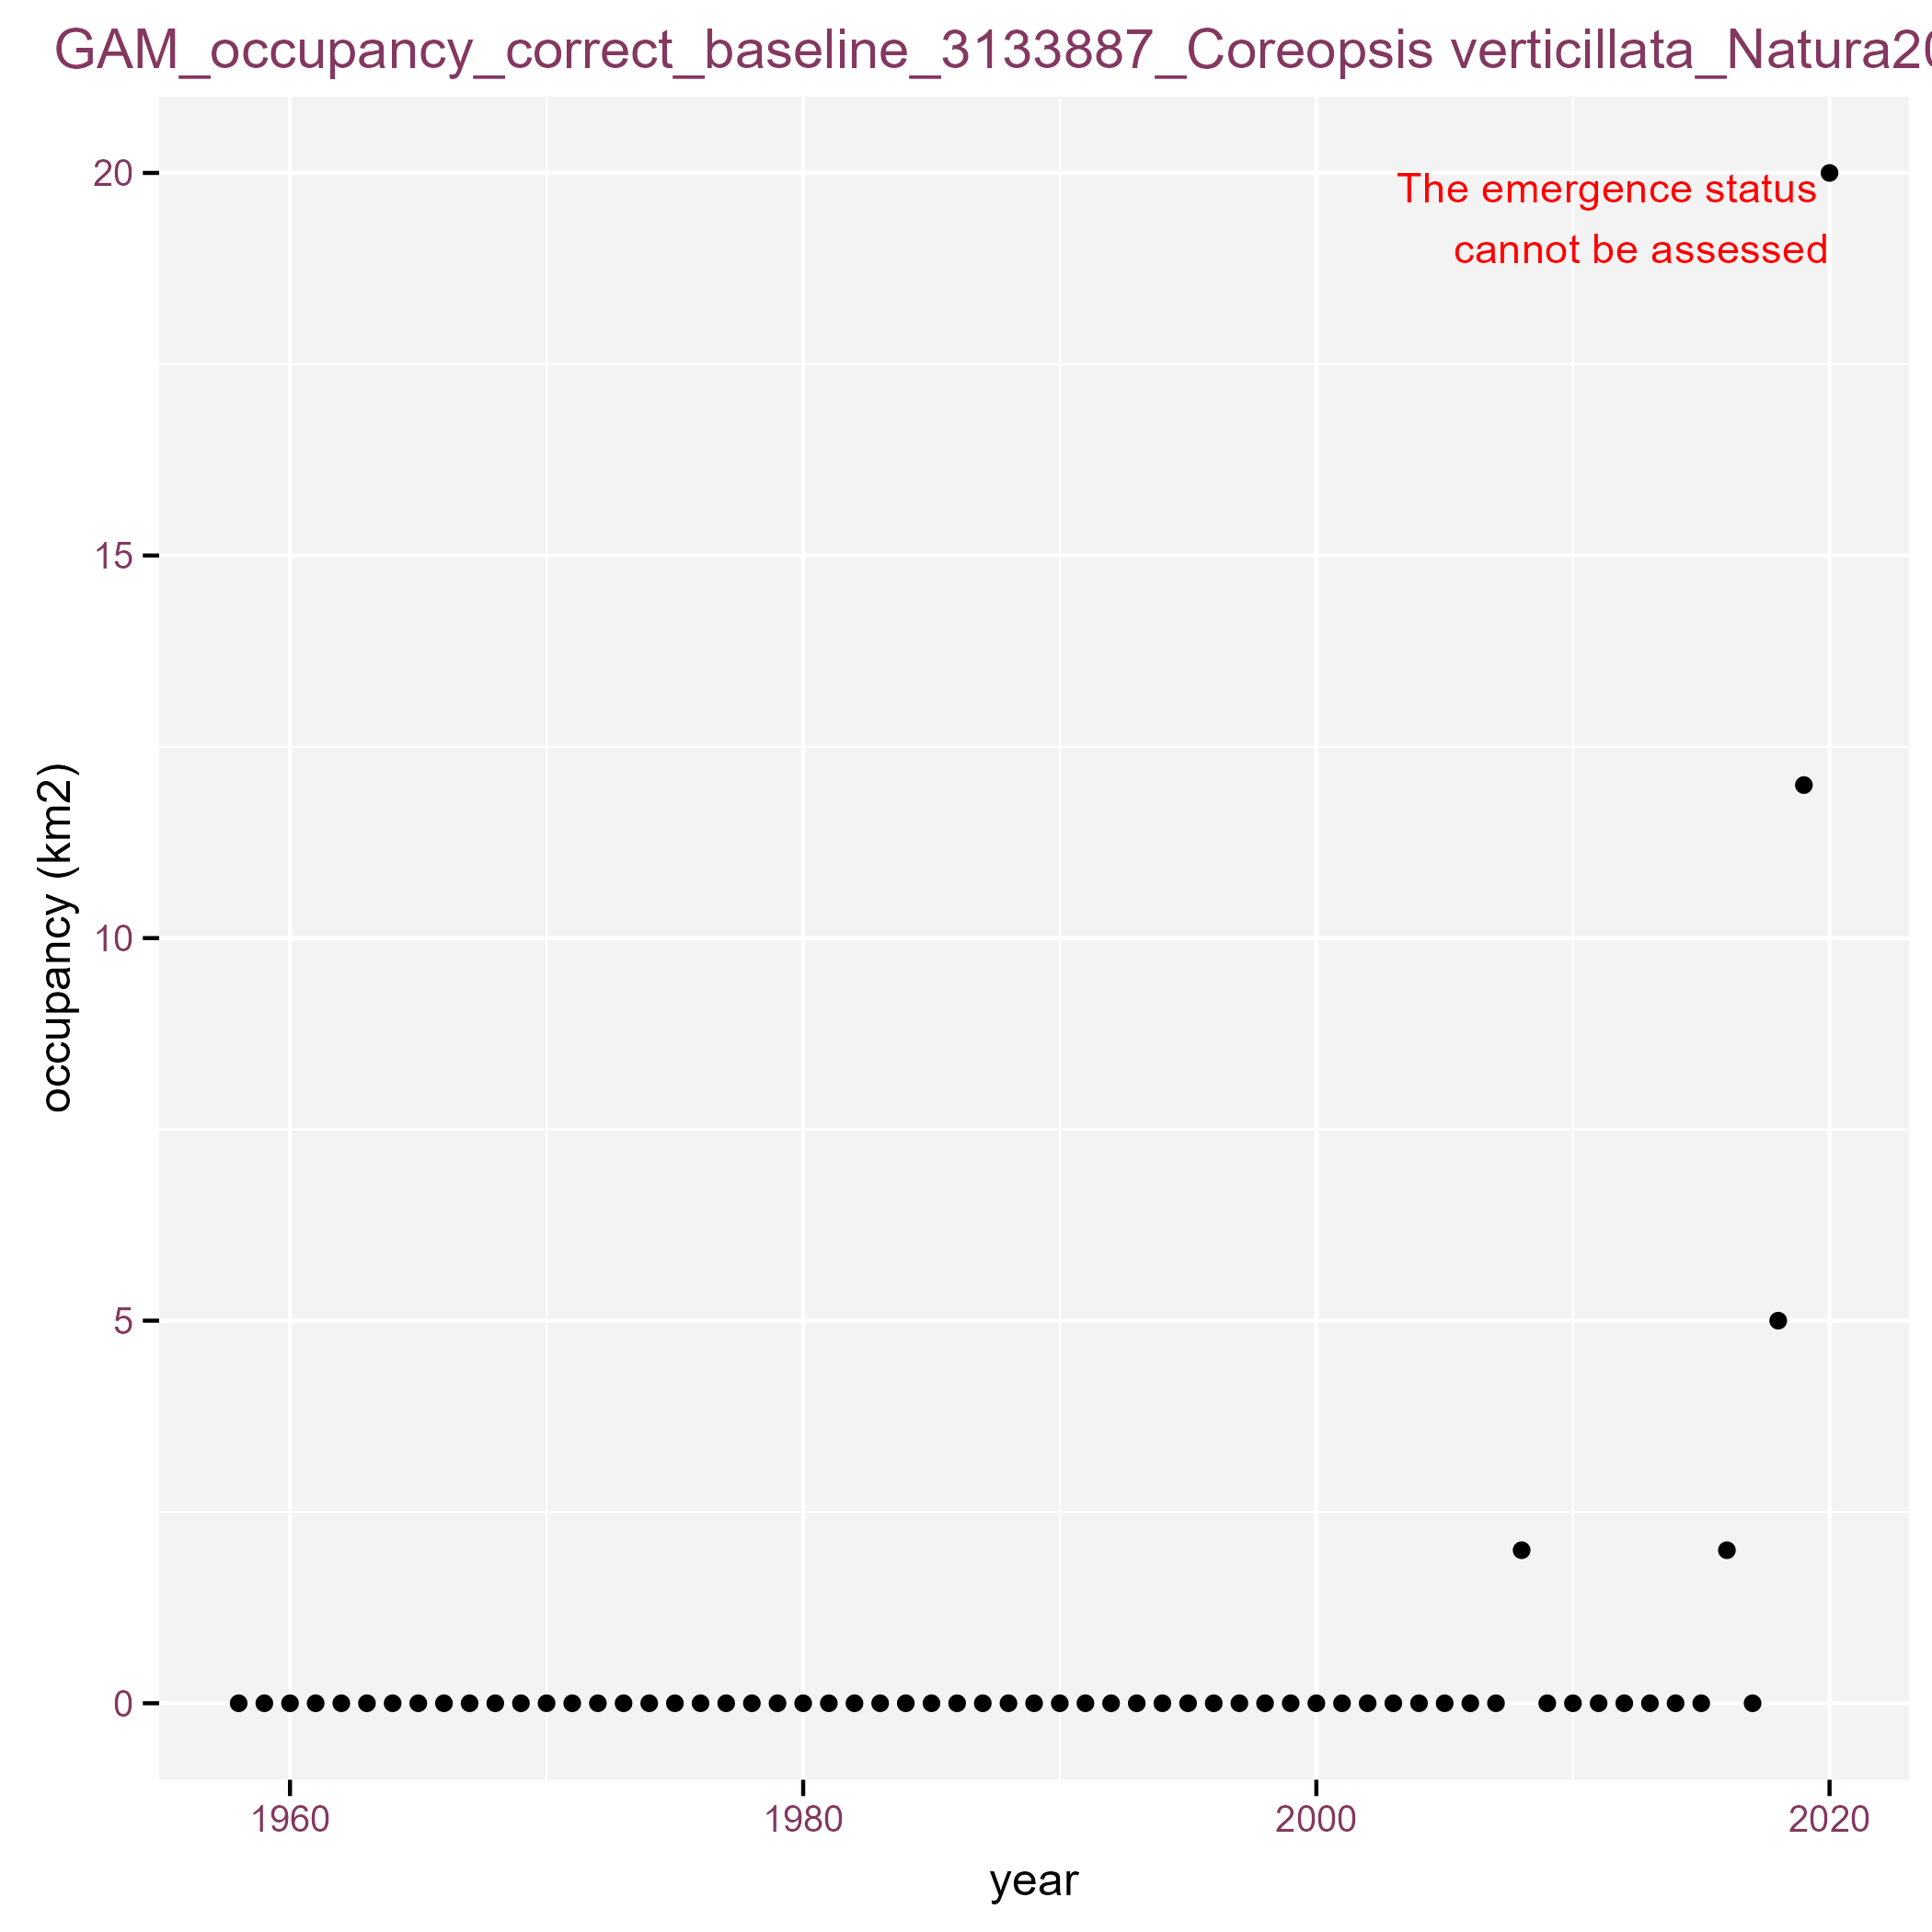 GAM_occupancy_correct_baseline_3133887_Coreopsis verticillata_Natura20
20
The emergence status
cannot be assessed
15
10
5
0
occupancy (km2)
1960 1980 2000 2020
year